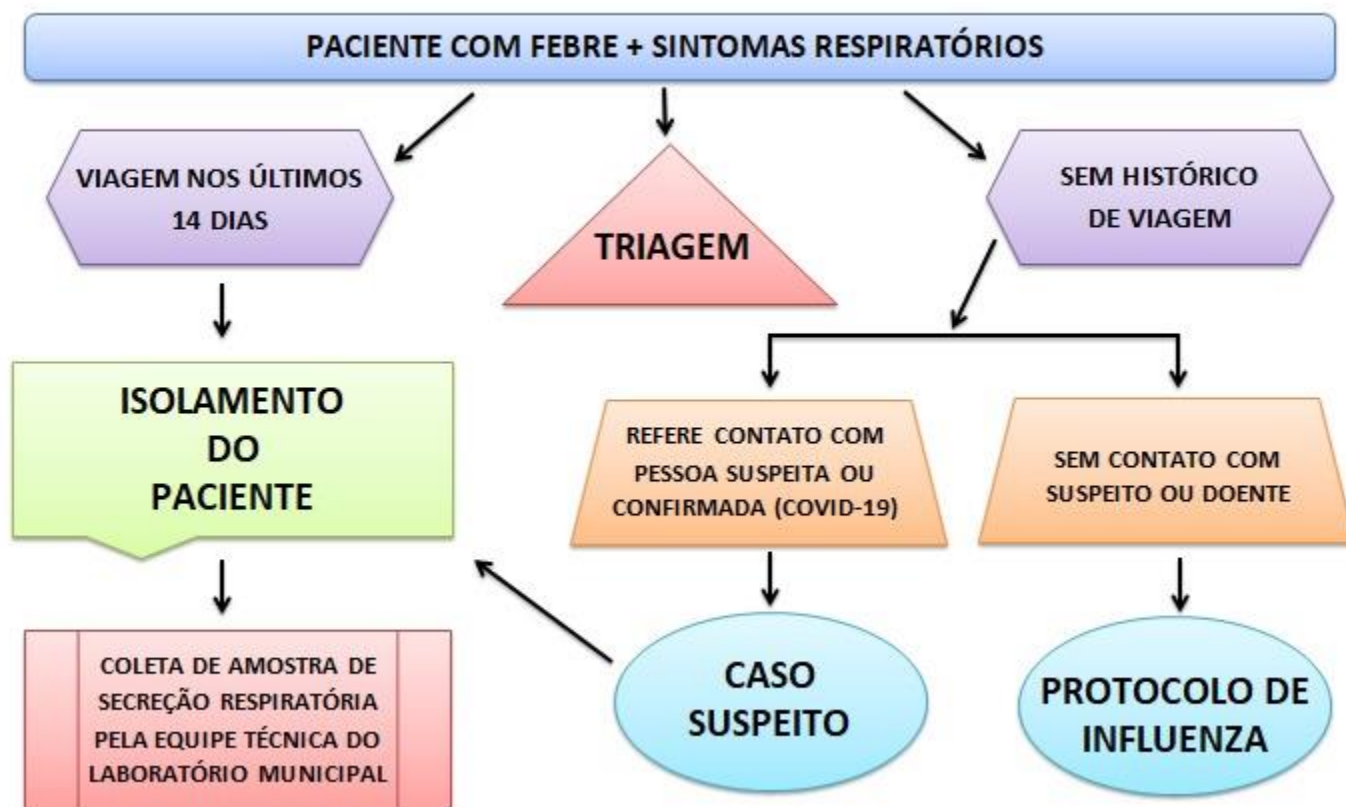 PACIENTE COM FEBRE + SINTOMAS RESPIRATÓRIOS
VIAGEM NOS ÚLTIMOS
14 DIAS
TRIAGEM
SEM HISTÓRICO
DE VIAGEM
ISOLAMENTO
DO
PACIENTE
REFERE CONTATO COM
PESSOA SUSPEITA OU
CONFIRMADA (COVID-19)
SEM CONTATO COM
SUSPEITO OU DOENTE
COLETA DE AMOSTRA DE
SECREÇÃO RESPIRATÓRIA
PELA EQUIPE TÉCNICA DO
LABORATÓRIO MUNICIPAL
CASO
SUSPEITO
PROTOCOLO DE
INFLUENZA